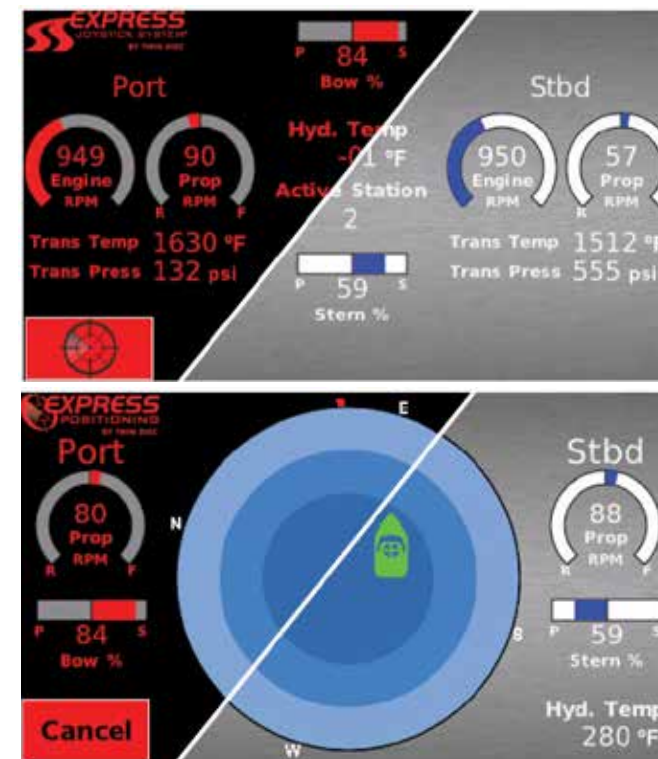 EXPRESS
JOYSTICK SYSTEM
BY TWIN DISC
P 84 S
Bow %
Port
Stbd
Hyd. Temp
-01 °F
949
Engine
RPM
90
Prop
RPM
R F
Active Station
2
950
Engine
RPM
57
Prop
RPM
R
Trans Temp 1630 °F
Trans Press 132 psi
P 59 S
Stern %
Trans Temp 1512 °F
Trans Press 555 psi
EXPRESS
POSITIONING
BY TWIN DISC
Port
80
Prop
RPM
R F
P 84 S
Bow %
Cancel
E
N
S
W
Stbd
88
Prop
RPM
R F
P 59 S
Stern %
Hyd. Temp
280 °F